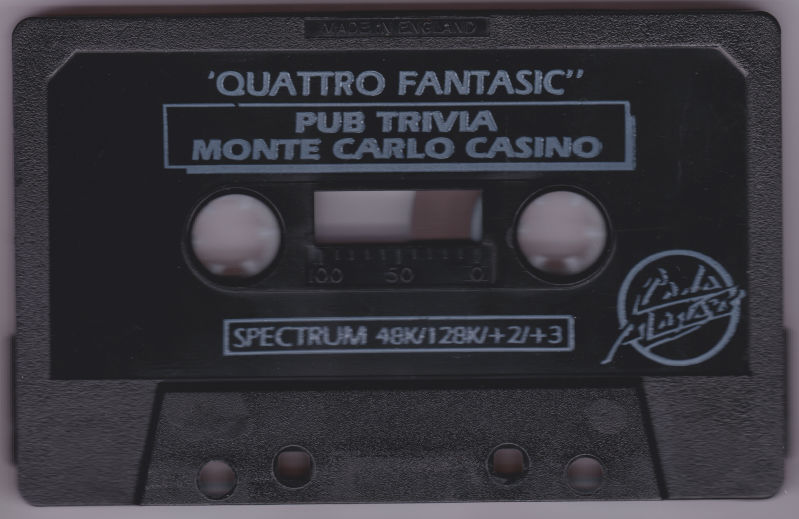 MADE IN ENGLAND
'QUATTRO FANTASIC''
PUB TRIVIA
MONTE CARLO CASINO
100 50 0
SPECTRUM 48K/128K/+2/+3
Code
Masters